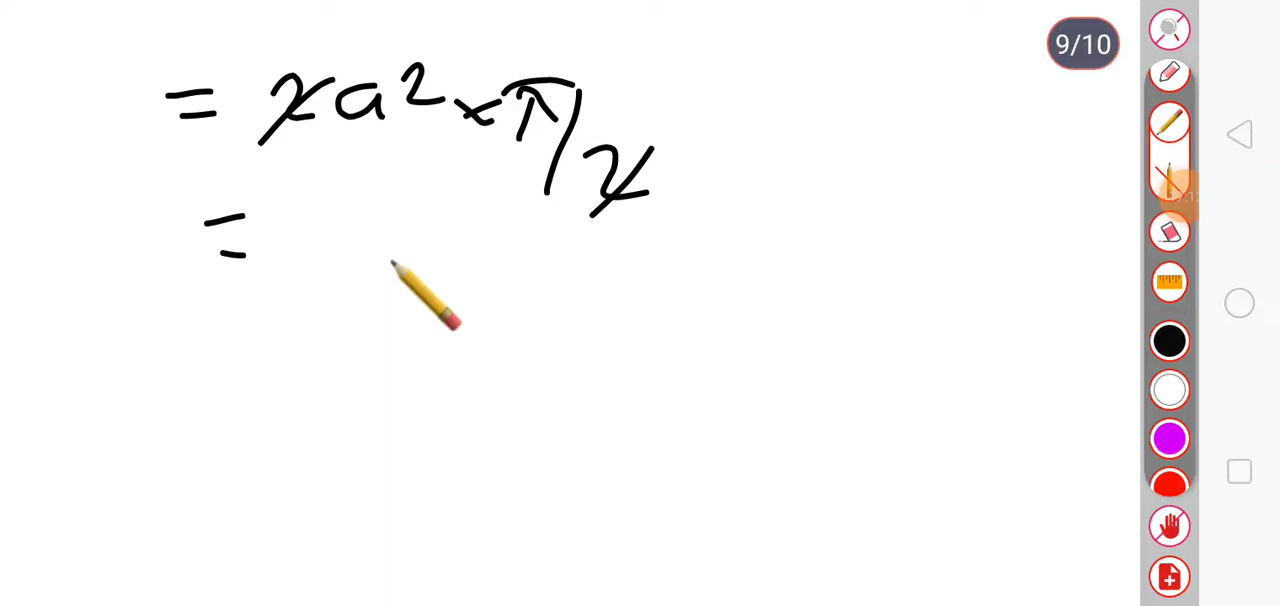 9/10
= 2a² × π/2
=